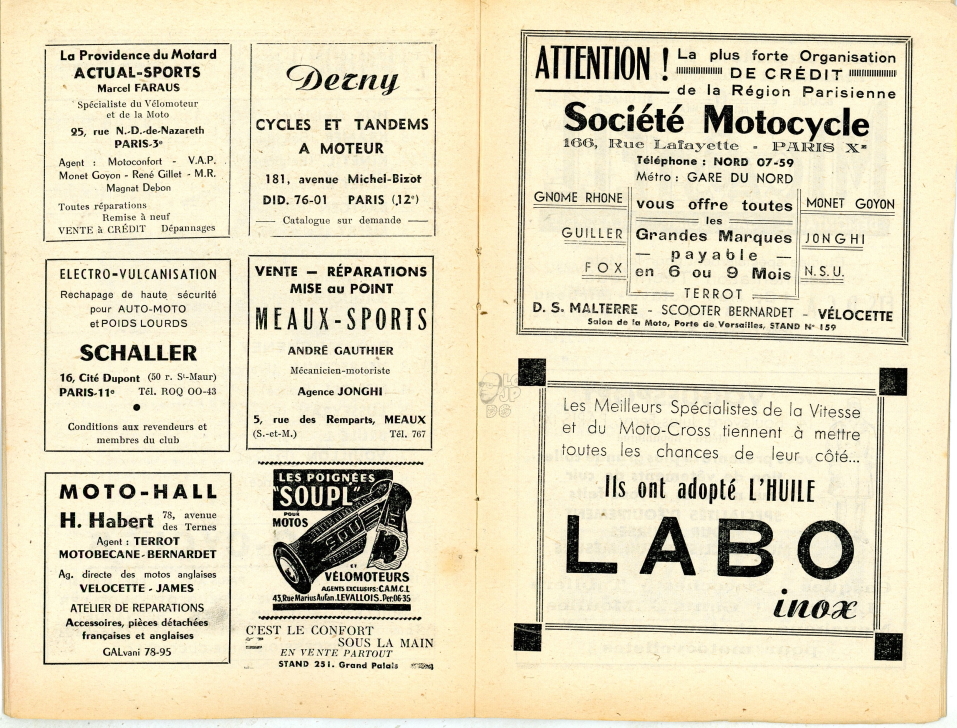 La Providence du Motard
ACTUAL-SPORTS
Marcel FARAUS
Spécialiste du Vélomoteur
et de la Moto
25, rue N.-D.-de-Nazareth
PARIS-3e
Agent : Motoconfort - V.A.P.
Monet Goyon - René Gillet - M.R.
Magnat Debon
Toutes réparations
Remise à neuf
VENTE à CRÉDIT Dépannages
Derny
CYCLES ET TANDEMS
A MOTEUR
181, avenue Michel-Bizot
DID. 76-01 PARIS (12e)
Catalogue sur demande
ELECTRO-VULCANISATION
Rechapage de haute sécurité
pour AUTO-MOTO
et POIDS LOURDS
SCHALLER
16, Cité Dupont (50 r. St-Maur)
PARIS-11e Tél. ROQ 00-43
Conditions aux revendeurs et
membres du club
VENTE — RÉPARATIONS
MISE au POINT
MEAUX-SPORTS
ANDRÉ GAUTHIER
Mécanicien-motoriste
Agence JONGHI
5, rue des Remparts, MEAUX
(S.-et-M.) Tél. 767
MOTO-HALL
H. Habert 78, avenue
des Ternes
Agent : TERROT
MOTOBECANE-BERNARDET
Ag. directe des motos anglaises
VELOCETTE - JAMES
ATELIER DE REPARATIONS
Accessoires, pièces détachées
françaises et anglaises
GALvani 78-95
LES POIGNÉES
"SOUPL"
POUR
MOTOS
SOUPL
ET
VÉLOMOTEURS
AGENTS EXCLUSIFS: C.A.M.C.L
43, Rue Marius Aufan. LEVALLOIS. Per. 06-35
C'EST LE CONFORT
SOUS LA MAIN
EN VENTE PARTOUT
STAND 251. Grand Palais
ATTENTION ! La plus forte Organisation
DE CRÉDIT
de la Région Parisienne
Société Motocycle
166, Rue Lafayette - PARIS Xe
Téléphone : NORD 07-59
Métro : GARE DU NORD
GNOME RHONE vous offre toutes MONET GOYON
les
GUILLER Grandes Marques JONGHI
— payable —
FOX en 6 ou 9 Mois N.S.U.
TERROT
D. S. MALTERRE - SCOOTER BERNARDET - VÉLOCETTE
Salon de la Moto, Porte de Versailles, STAND No 159
Les Meilleurs Spécialistes de la Vitesse
et du Moto-Cross tiennent à mettre
toutes les chances de leur côté...
Ils ont adopté L'HUILE
LABO
inox